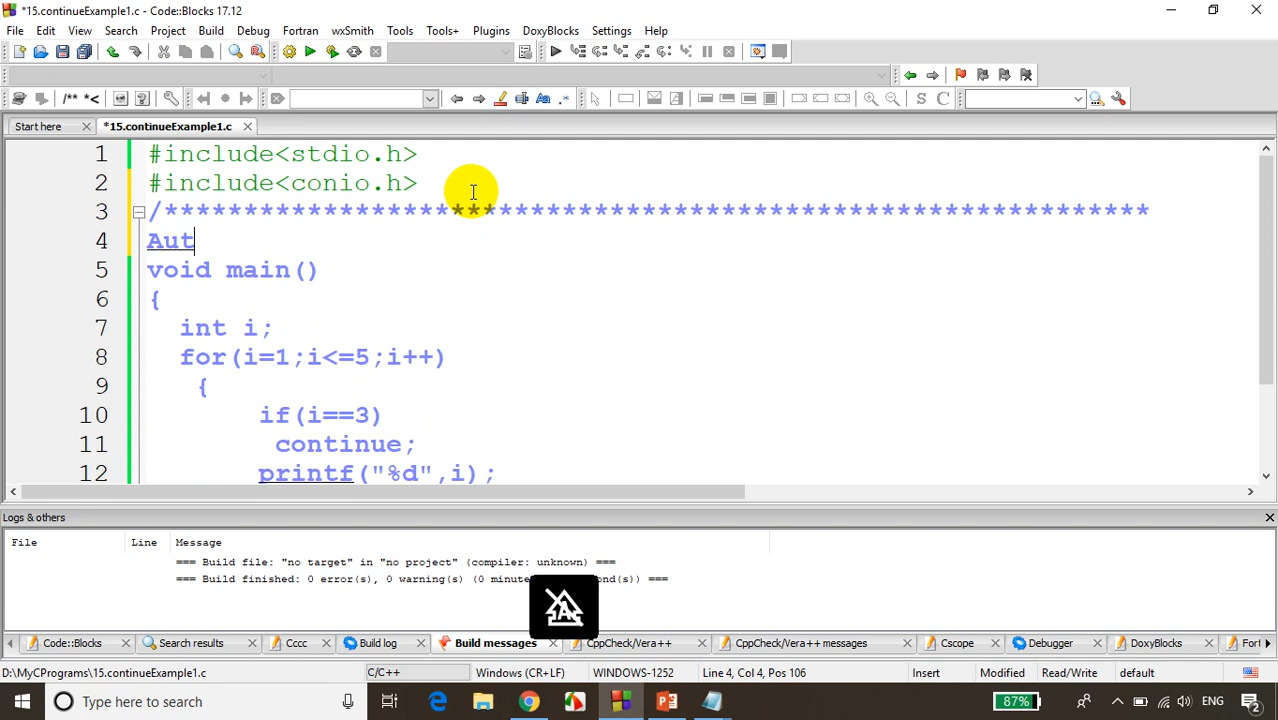 *15.continueExample1.c - Code::Blocks 17.12
File Edit View Search Project Build Debug Fortran wxSmith Tools Tools+ Plugins DoxyBlocks Settings Help
/** *<
S C
Start here *15.continueExample1.c
1 #include<stdio.h>
2 #include<conio.h>
3 /**************************************************************
4 Aut
5 void main()
6 {
7 int i;
8 for(i=1;i<=5;i++)
9 {
10 if(i==3)
11 continue;
12 printf("%d",i);
Logs & others
File Line Message
=== Build file: "no target" in "no project" (compiler: unknown) ===
=== Build finished: 0 error(s), 0 warning(s) (0 minute ond(s)) ===
A
Code::Blocks Search results Cccc Build log Build messages CppCheck/Vera++ CppCheck/Vera++ messages Cscope Debugger DoxyBlocks Fort
D:\MyCPrograms\15.continueExample1.c C/C++ Windows (CR+LF) WINDOWS-1252 Line 4, Col 4, Pos 106 Insert Modified Read/Write default
Type here to search 87% ENG 2